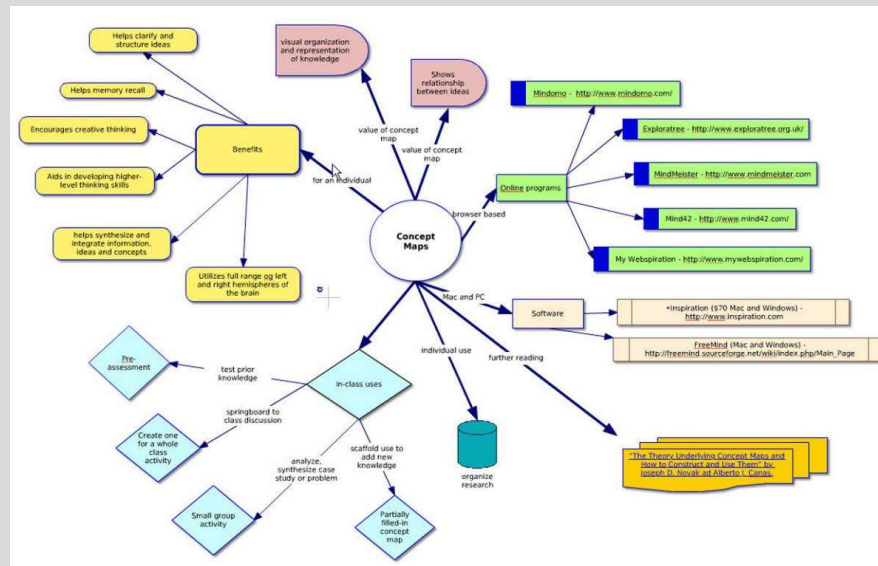 Helps clarify and
structure ideas
Helps memory recall
Encourages creative thinking
Aids in developing higher-
level thinking skills
helps synthesize and
integrate information,
ideas and concepts
Utilizes full range og left
and right hemispheres of
the brain
Benefits
for an individual
visual organization
and representation
of knowledge
value of concept
map
Shows
relationship
between ideas
value of concept
map
Concept
Maps
browser based
Online programs
Mindomo - http://www.mindomo.com/
Exploratree - http://www.exploratree.org.uk/
MindMeister - http://www.mindmeister.com
Mind42 - http://www.mind42.com/
My Webspiration - http://www.mywebspiration.com/
Mac and PC
Software
•Inspiration ($70 Mac and Windows) -
http://www.inspiration.com
FreeMind (Mac and Windows) -
http://freemind.sourceforge.net/wiki/index.php/Main_Page
further reading
"The Theory Underlying Concept Maps and
How to Construct and Use Them" by
Joseph D. Novak ad Alberto J. Canas.
individual use
organize
research
In-class uses
test prior
knowledge
Pre-
assessment
springboard to
class discussion
Create one
for a whole
class
activity
analyze,
synthesize case
study or problem
Small group
activity
scaffold use to
add new
knowledge
Partially
filled-in
concept
map